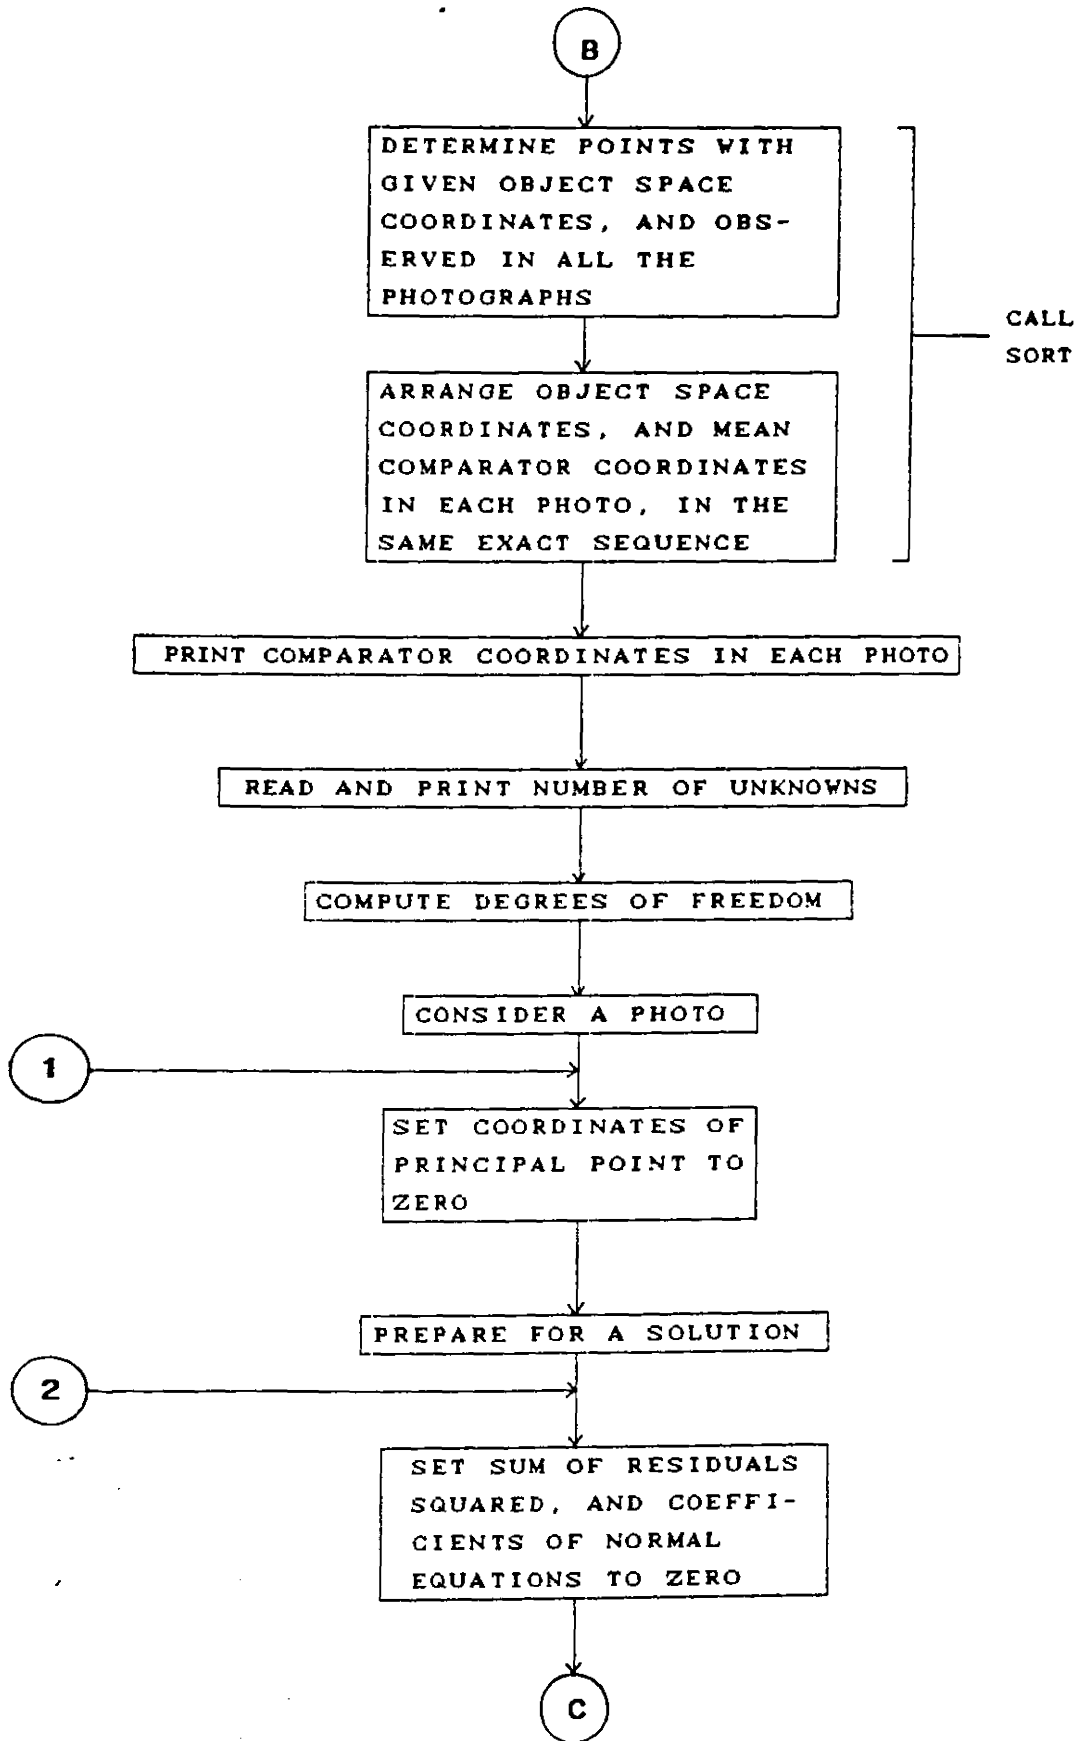 B
DETERMINE POINTS WITH
GIVEN OBJECT SPACE
COORDINATES, AND OBS-
ERVED IN ALL THE
PHOTOGRAPHS
CALL
SORT
ARRANGE OBJECT SPACE
COORDINATES, AND MEAN
COMPARATOR COORDINATES
IN EACH PHOTO, IN THE
SAME EXACT SEQUENCE
PRINT COMPARATOR COORDINATES IN EACH PHOTO
READ AND PRINT NUMBER OF UNKNOWNS
COMPUTE DEGREES OF FREEDOM
CONSIDER A PHOTO
1
SET COORDINATES OF
PRINCIPAL POINT TO
ZERO
PREPARE FOR A SOLUTION
2
SET SUM OF RESIDUALS
SQUARED, AND COEFFI-
CIENTS OF NORMAL
EQUATIONS TO ZERO
C